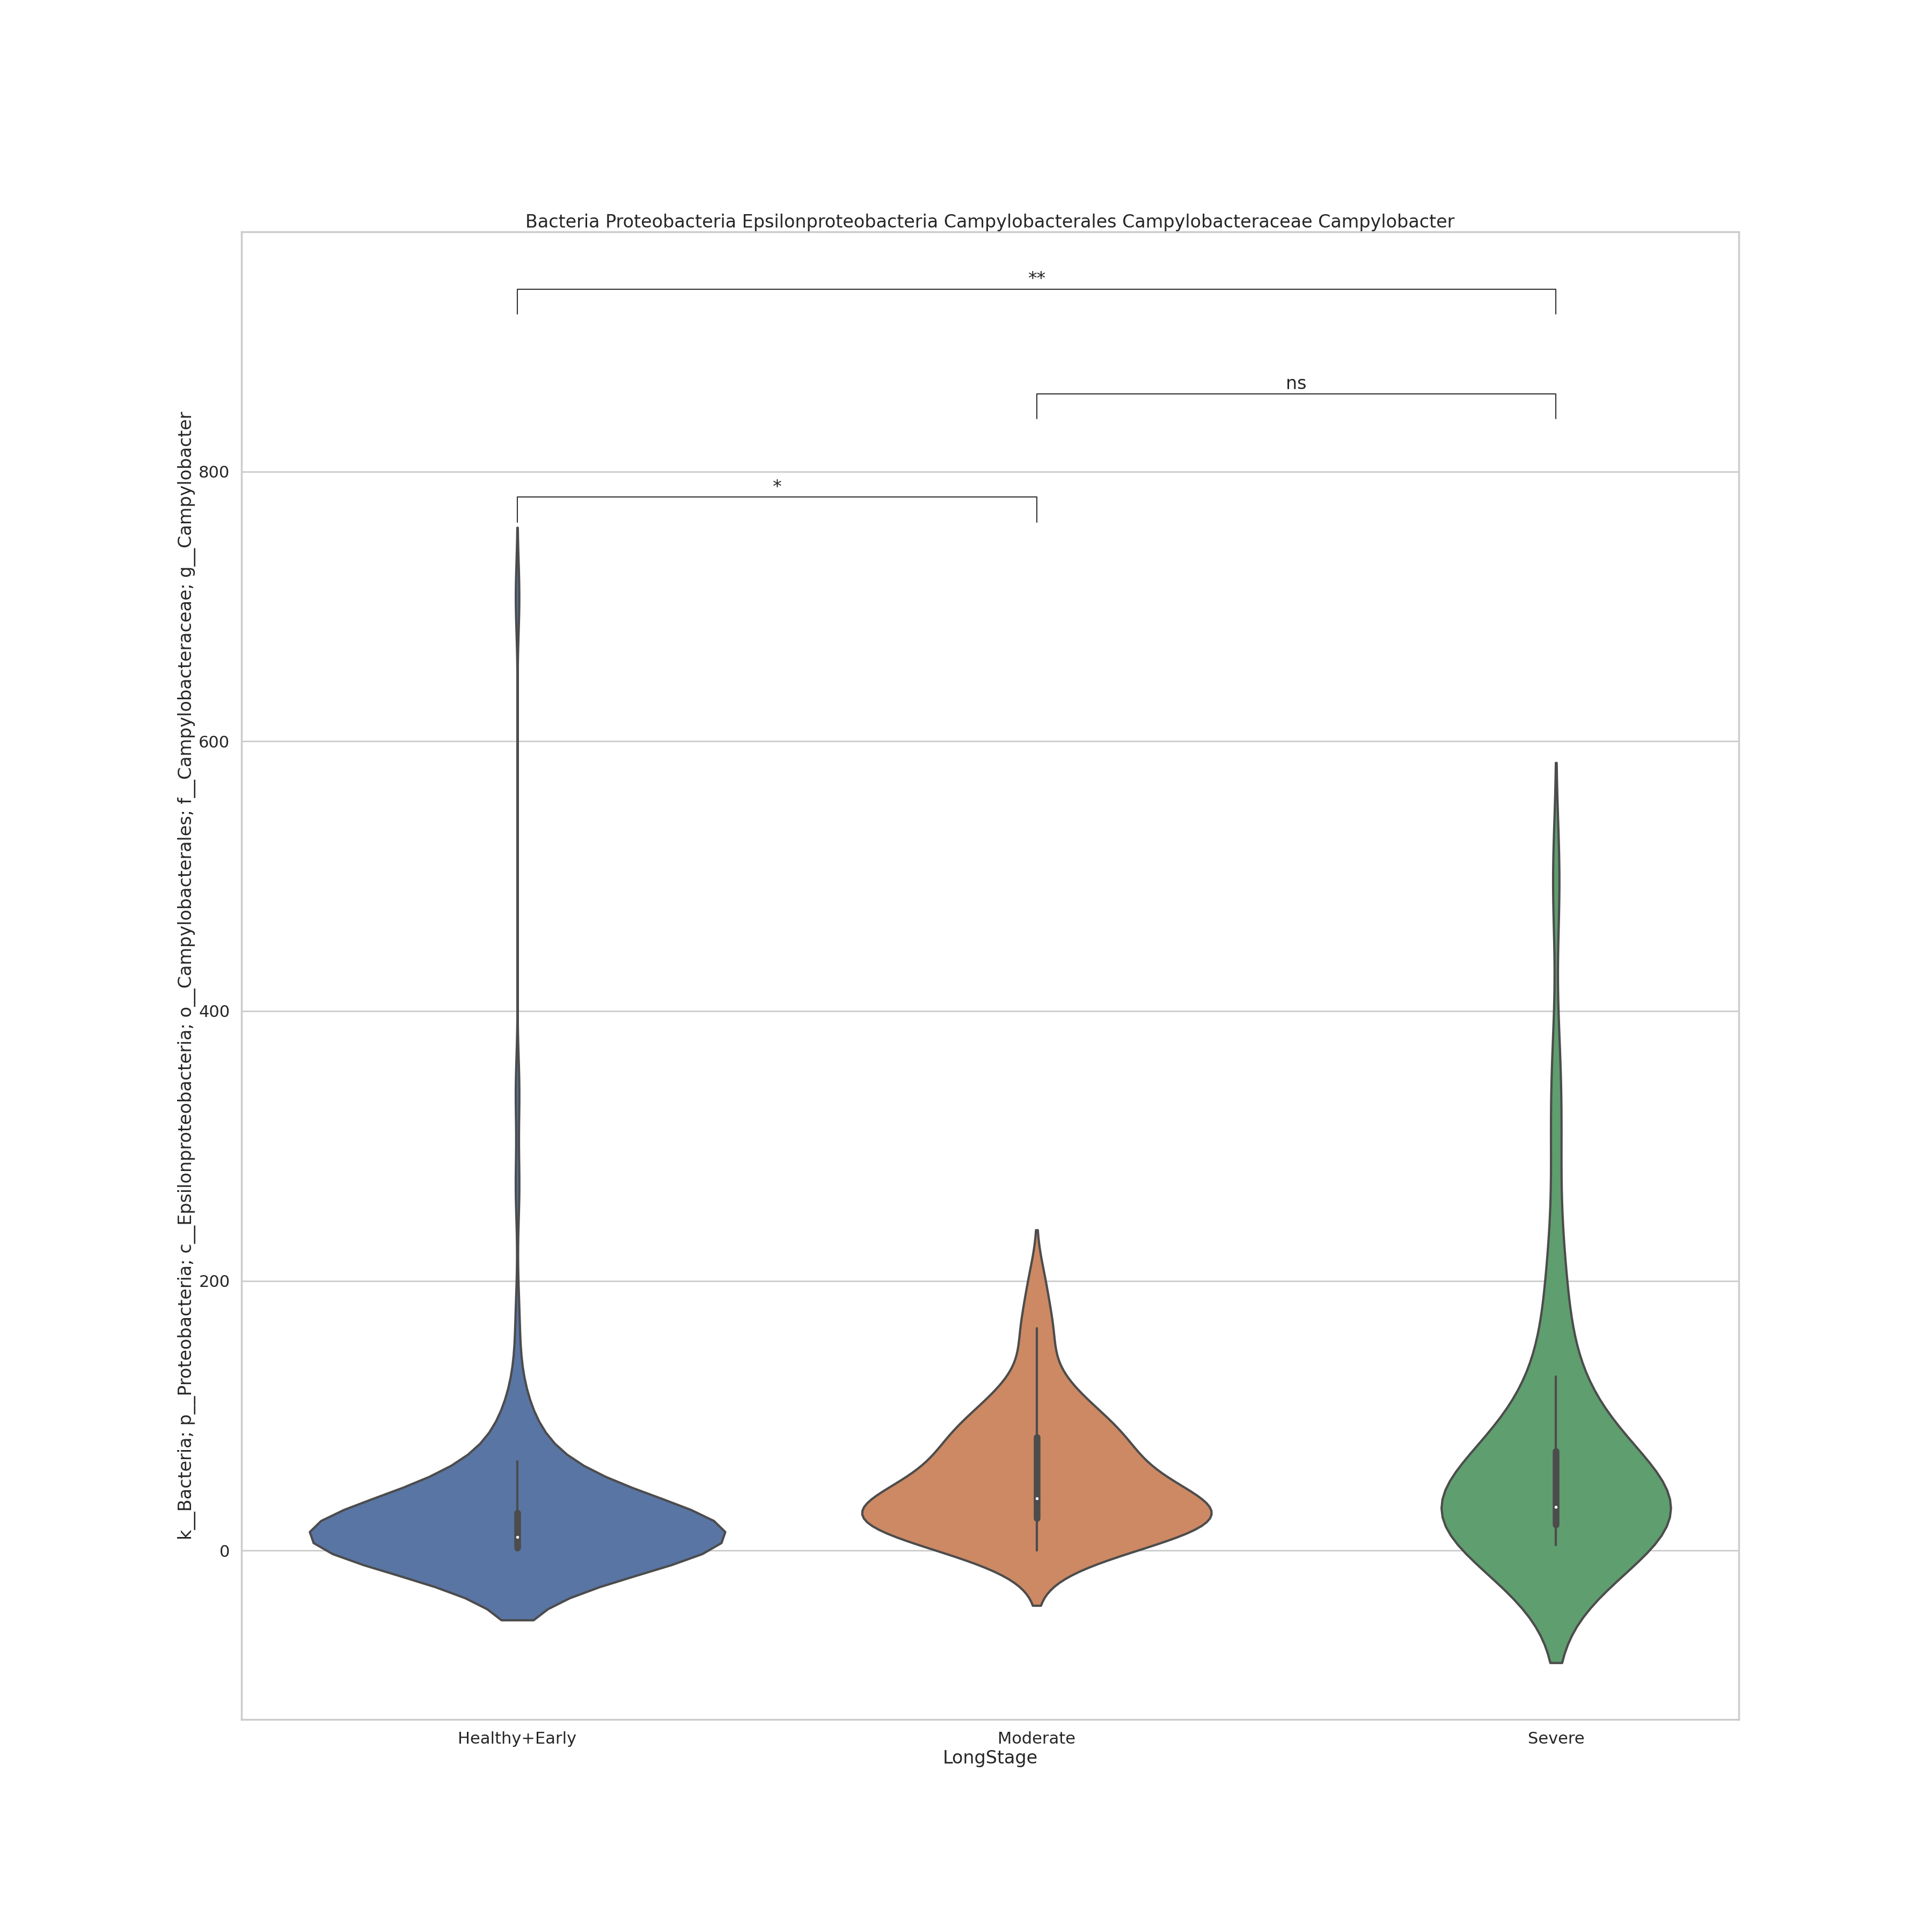 Bacteria Proteobacteria Epsilonproteobacteria Campylobacterales Campylobacteraceae Campylobacter
**
ns
*
k__Bacteria; p__Proteobacteria; c__Epsilonproteobacteria; o__Campylobacterales; f__Campylobacteraceae; g__Campylobacter
800
600
400
200
0
Healthy+Early
Moderate
Severe
LongStage